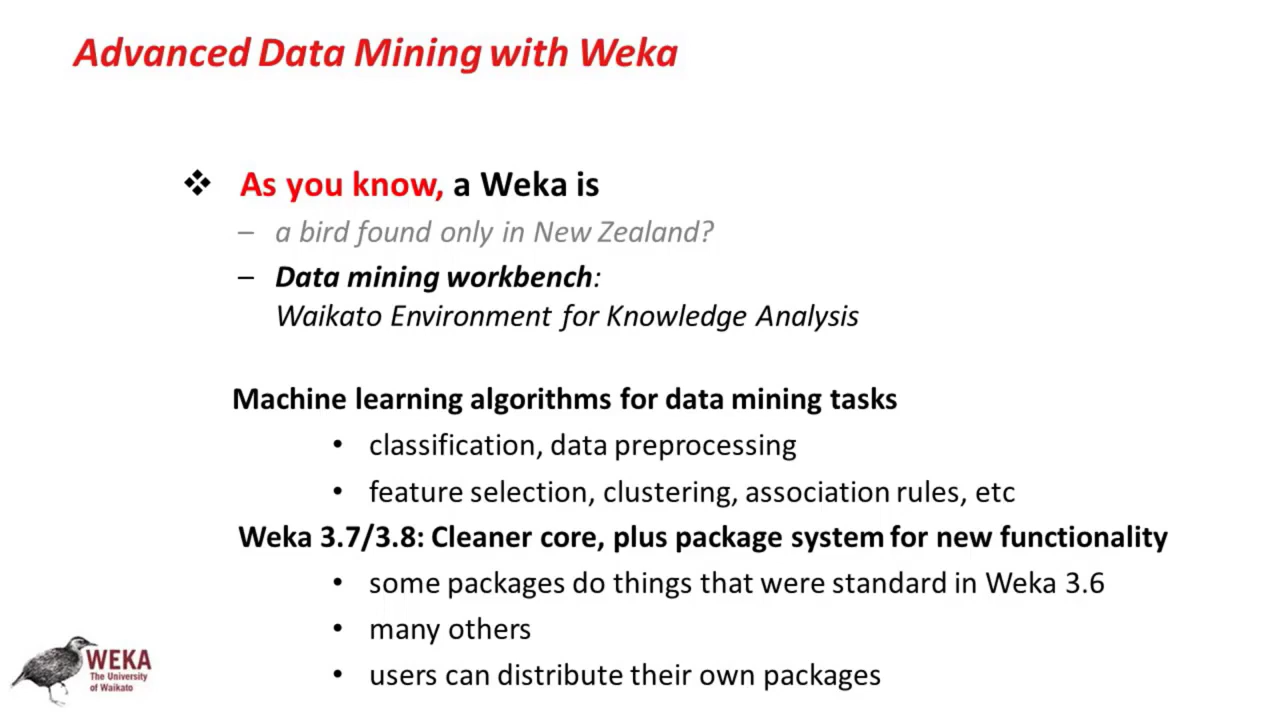 Advanced Data Mining with Weka
❖ As you know, a Weka is
– a bird found only in New Zealand?
– Data mining workbench:
Waikato Environment for Knowledge Analysis
Machine learning algorithms for data mining tasks
• classification, data preprocessing
• feature selection, clustering, association rules, etc
Weka 3.7/3.8: Cleaner core, plus package system for new functionality
• some packages do things that were standard in Weka 3.6
• many others
• users can distribute their own packages
WEKA
The University
of Waikato